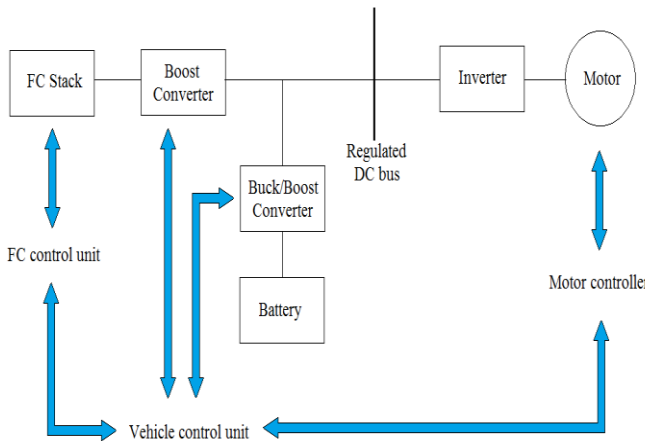 FC Stack
Boost
Converter
Inverter
Motor
Regulated
DC bus
Buck/Boost
Converter
FC control unit
Motor controller
Battery
Vehicle control unit